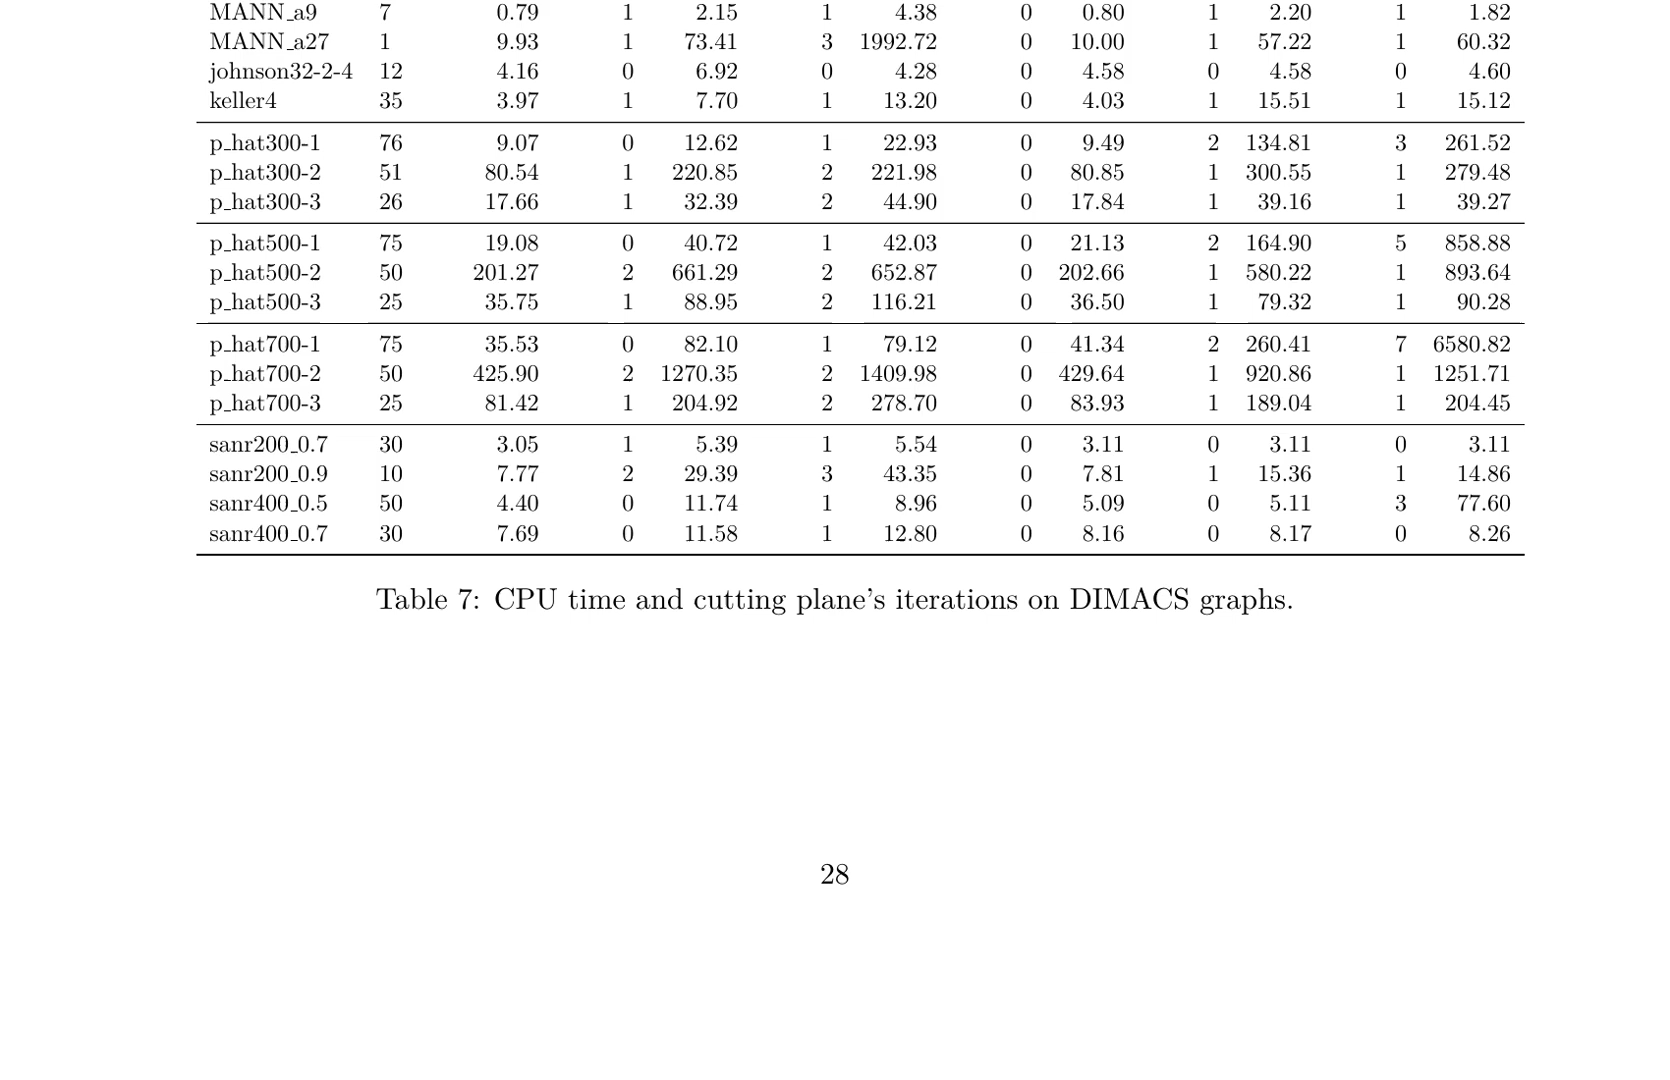 MANN_a9 7 0.79 1 2.15 1 4.38 0 0.80 1 2.20 1 1.82
MANN_a27 1 9.93 1 73.41 3 1992.72 0 10.00 1 57.22 1 60.32
johnson32-2-4 12 4.16 0 6.92 0 4.28 0 4.58 0 4.58 0 4.60
keller4 35 3.97 1 7.70 1 13.20 0 4.03 1 15.51 1 15.12
p_hat300-1 76 9.07 0 12.62 1 22.93 0 9.49 2 134.81 3 261.52
p_hat300-2 51 80.54 1 220.85 2 221.98 0 80.85 1 300.55 1 279.48
p_hat300-3 26 17.66 1 32.39 2 44.90 0 17.84 1 39.16 1 39.27
p_hat500-1 75 19.08 0 40.72 1 42.03 0 21.13 2 164.90 5 858.88
p_hat500-2 50 201.27 2 661.29 2 652.87 0 202.66 1 580.22 1 893.64
p_hat500-3 25 35.75 1 88.95 2 116.21 0 36.50 1 79.32 1 90.28
p_hat700-1 75 35.53 0 82.10 1 79.12 0 41.34 2 260.41 7 6580.82
p_hat700-2 50 425.90 2 1270.35 2 1409.98 0 429.64 1 920.86 1 1251.71
p_hat700-3 25 81.42 1 204.92 2 278.70 0 83.93 1 189.04 1 204.45
sanr200_0.7 30 3.05 1 5.39 1 5.54 0 3.11 0 3.11 0 3.11
sanr200_0.9 10 7.77 2 29.39 3 43.35 0 7.81 1 15.36 1 14.86
sanr400_0.5 50 4.40 0 11.74 1 8.96 0 5.09 0 5.11 3 77.60
sanr400_0.7 30 7.69 0 11.58 1 12.80 0 8.16 0 8.17 0 8.26
Table 7: CPU time and cutting plane's iterations on DIMACS graphs.
28